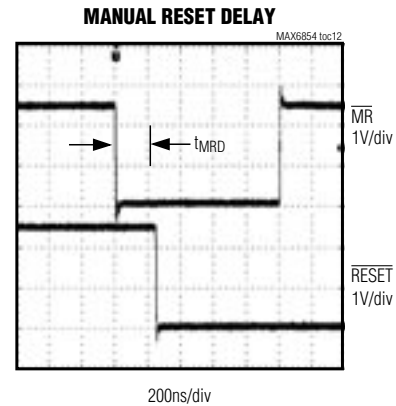 MANUAL RESET DELAY
MAX6854 toc12
MR
1V/div
tMRD
RESET
1V/div
200ns/div